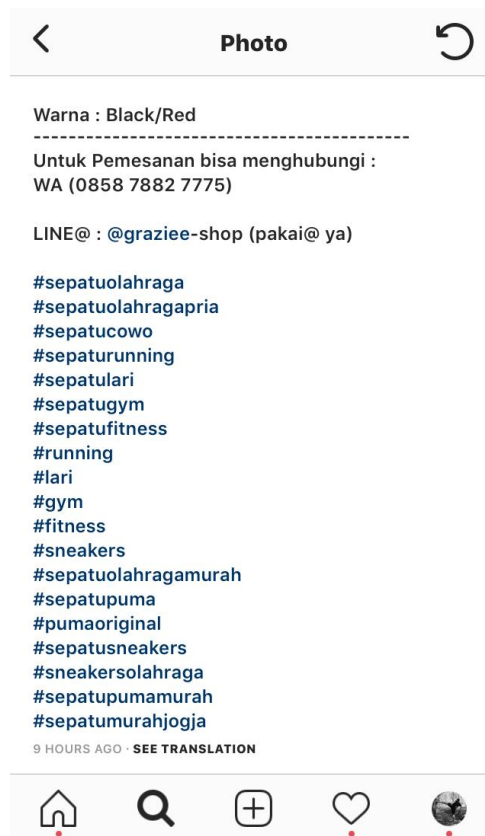 Photo
Warna : Black/Red
-------------------------------------------
Untuk Pemesanan bisa menghubungi :
WA (0858 7882 7775)
LINE@ : @graziee-shop (pakai@ ya)
#sepatuolahraga
#sepatuolahragapria
#sepatucowo
#sepaturunning
#sepatulari
#sepatugym
#sepatufitness
#running
#lari
#gym
#fitness
#sneakers
#sepatuolahragamurah
#sepatupuma
#pumaoriginal
#sepatusneakers
#sneakersolahraga
#sepatupumamurah
#sepatumurahjogja
9 HOURS AGO · SEE TRANSLATION